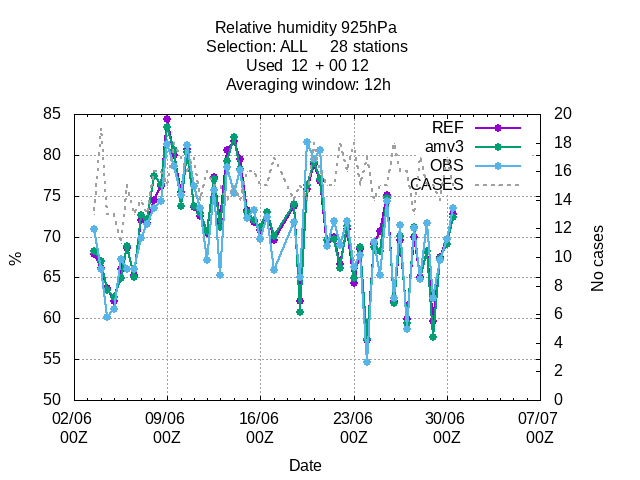 Relative humidity 925hPa
Selection: ALL 28 stations
Used 12 + 00 12
Averaging window: 12h
85
80
75
70
65
60
55
50
%
20
18
16
14
12
10
8
6
4
2
0
No cases
REF
amv3
OBS
CASES
02/06 09/06 16/06 23/06 30/06 07/07
00Z 00Z 00Z 00Z 00Z 00Z
Date